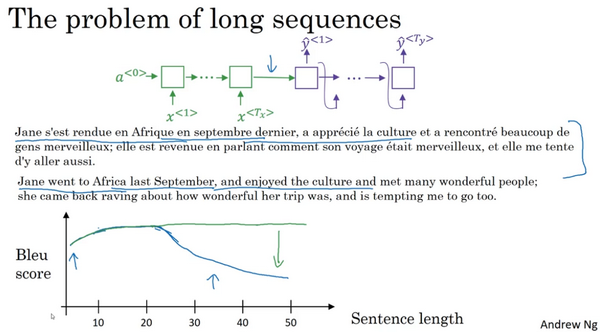 The problem of long sequences
ŷ<1> ŷ<Ty>
a<0> ... ...
x<1> x<Tx>
Jane s'est rendue en Afrique en septembre dernier, a apprécié la culture et a rencontré beaucoup de
gens merveilleux; elle est revenue en parlant comment son voyage était merveilleux, et elle me tente
d'y aller aussi.
Jane went to Africa last September, and enjoyed the culture and met many wonderful people;
she came back raving about how wonderful her trip was, and is tempting me to go too.
Bleu
score
10 20 30 40 50
Sentence length
Andrew Ng